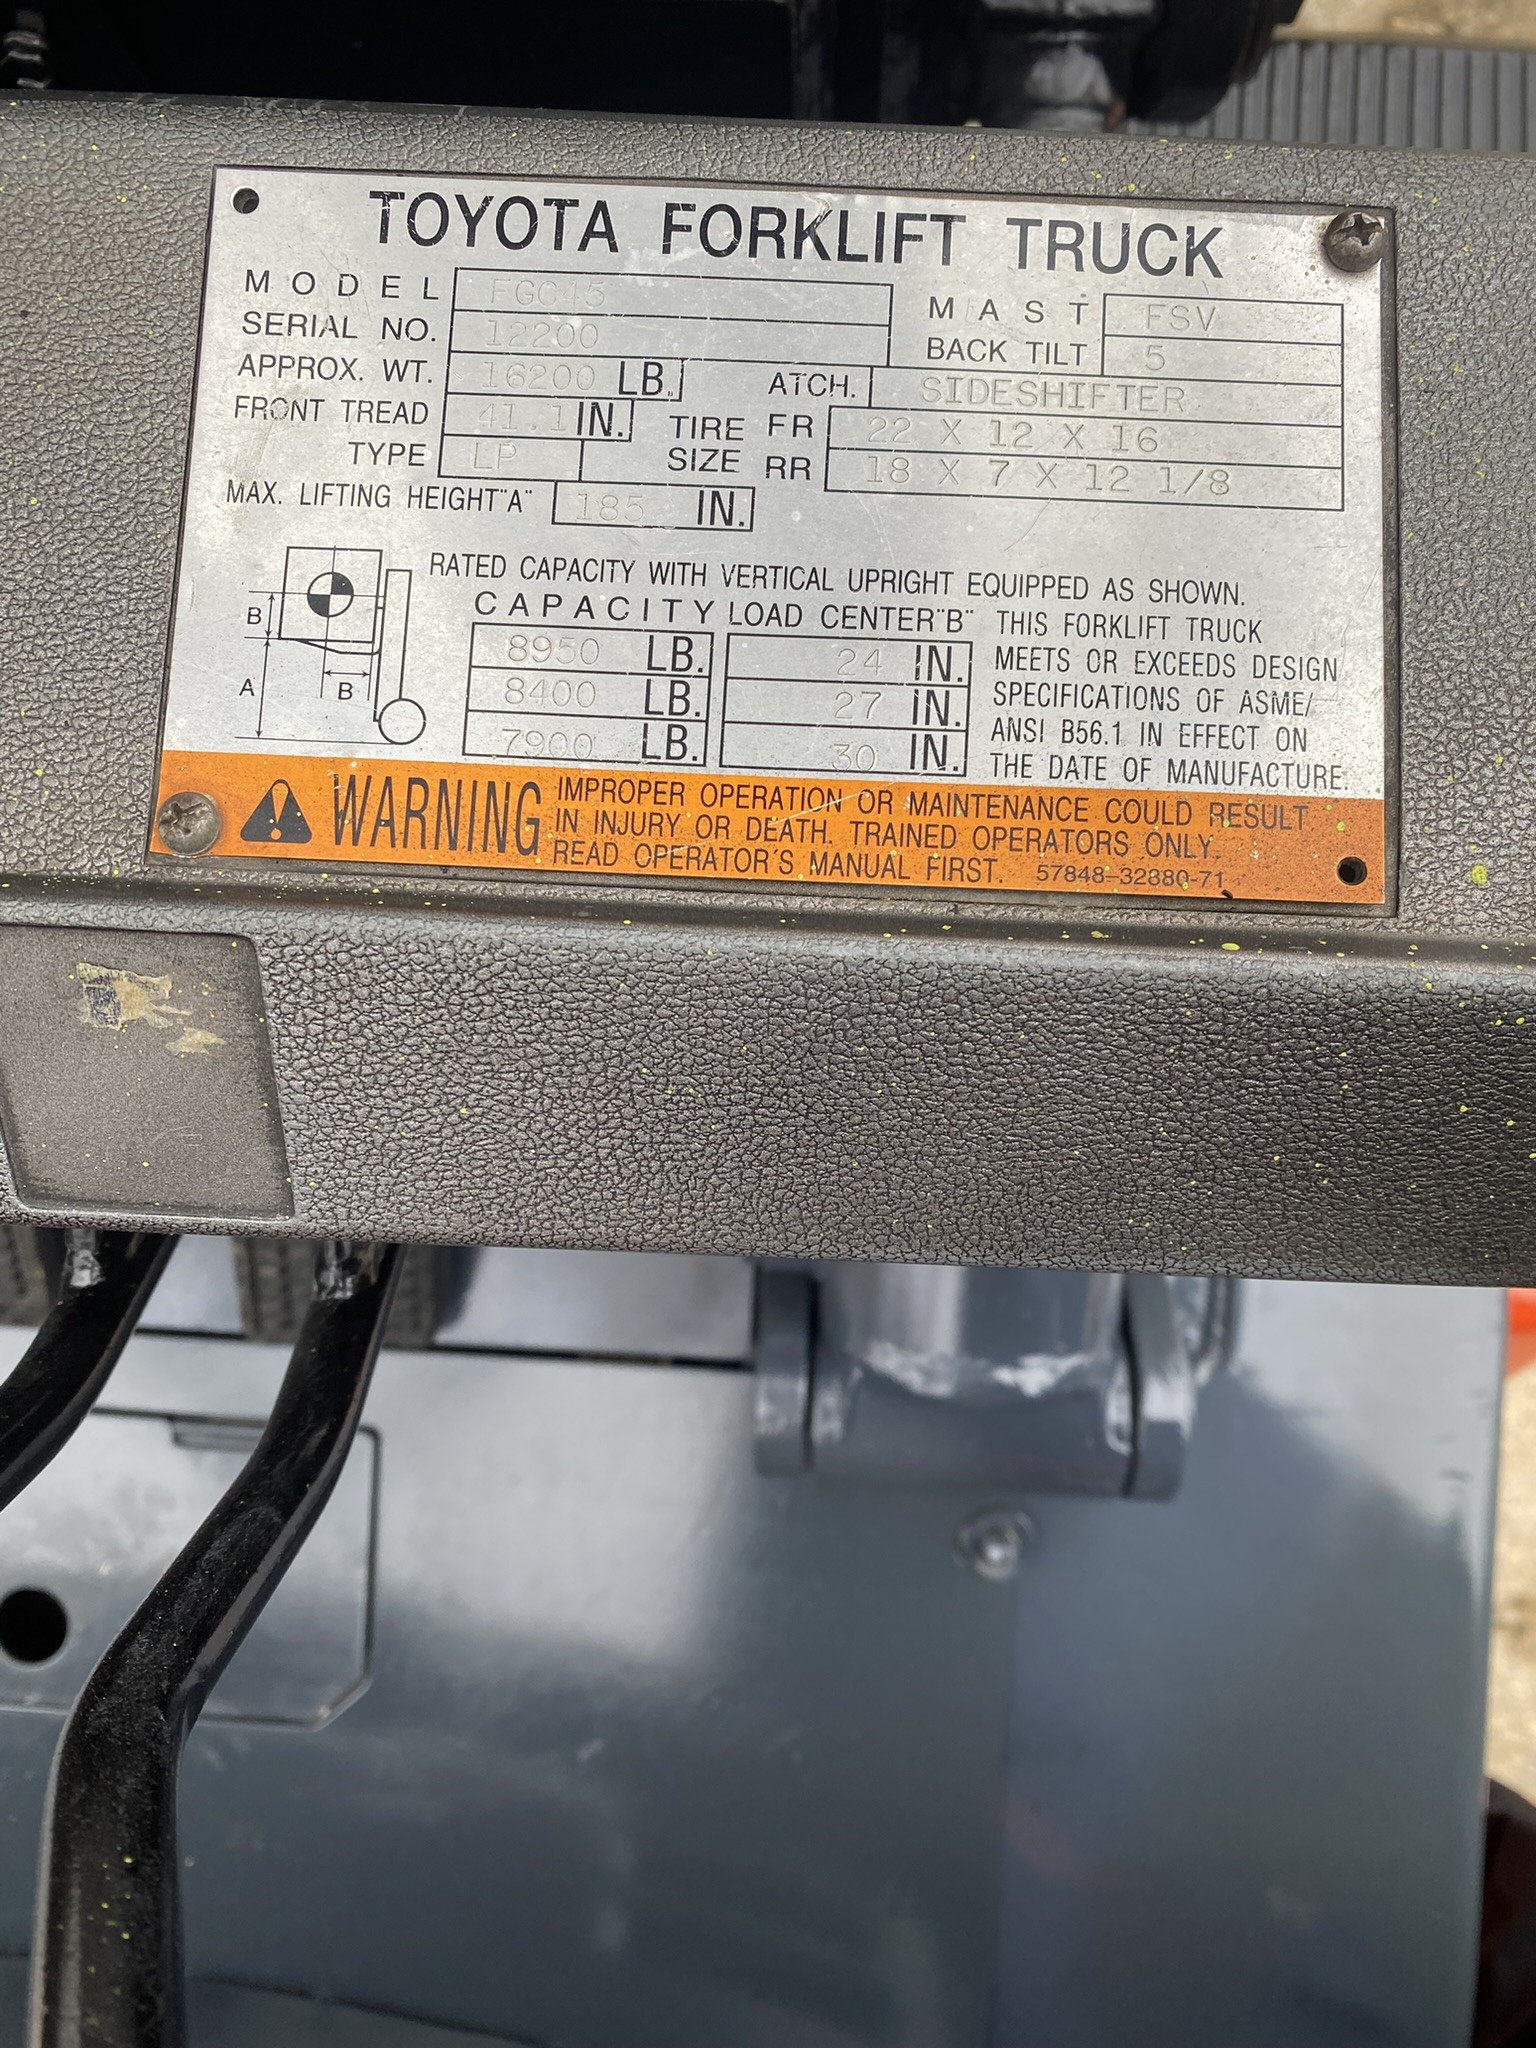 TOYOTA FORKLIFT TRUCK
MODEL FGC45 MAST FSV
SERIAL NO. 12200 BACK TILT 5
APPROX. WT. 16200 LB. ATCH. SIDESHIFTER
FRONT TREAD 41.1 IN. TIRE SIZE FR 22 X 12 X 16
TYPE LP RR 18 X 7 X 12 1/8
MAX. LIFTING HEIGHT"A" 185 IN.
RATED CAPACITY WITH VERTICAL UPRIGHT EQUIPPED AS SHOWN.
CAPACITY LOAD CENTER"B"
8950 LB. 24 IN.
8400 LB. 27 IN.
7900 LB. 30 IN.
THIS FORKLIFT TRUCK
MEETS OR EXCEEDS DESIGN
SPECIFICATIONS OF ASME/
ANSI B56.1 IN EFFECT ON
THE DATE OF MANUFACTURE.
B
A
B
WARNING
IMPROPER OPERATION OR MAINTENANCE COULD RESULT
IN INJURY OR DEATH. TRAINED OPERATORS ONLY.
READ OPERATOR'S MANUAL FIRST. 57848-32880-71